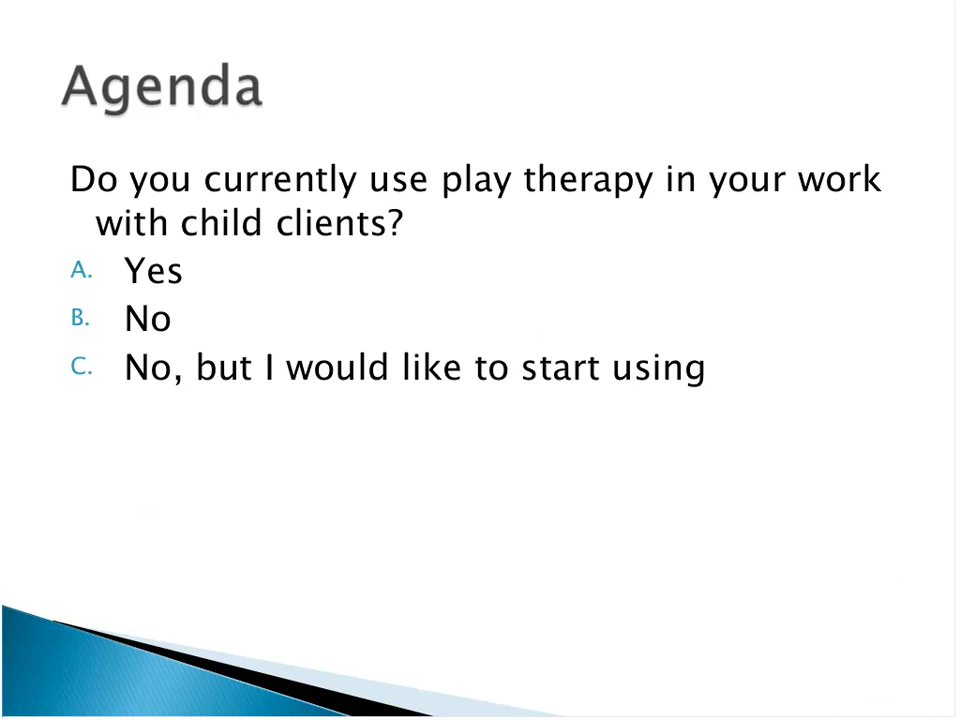 Agenda
Do you currently use play therapy in your work
with child clients?
A. Yes
B. No
C. No, but I would like to start using